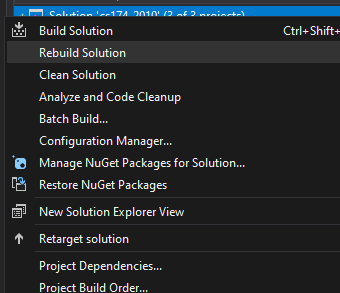 Solution 'cs174-2010' (3 of 3 projects)
Build Solution Ctrl+Shift+
Rebuild Solution
Clean Solution
Analyze and Code Cleanup
Batch Build...
Configuration Manager...
Manage NuGet Packages for Solution...
Restore NuGet Packages
New Solution Explorer View
Retarget solution
Project Dependencies...
Project Build Order...